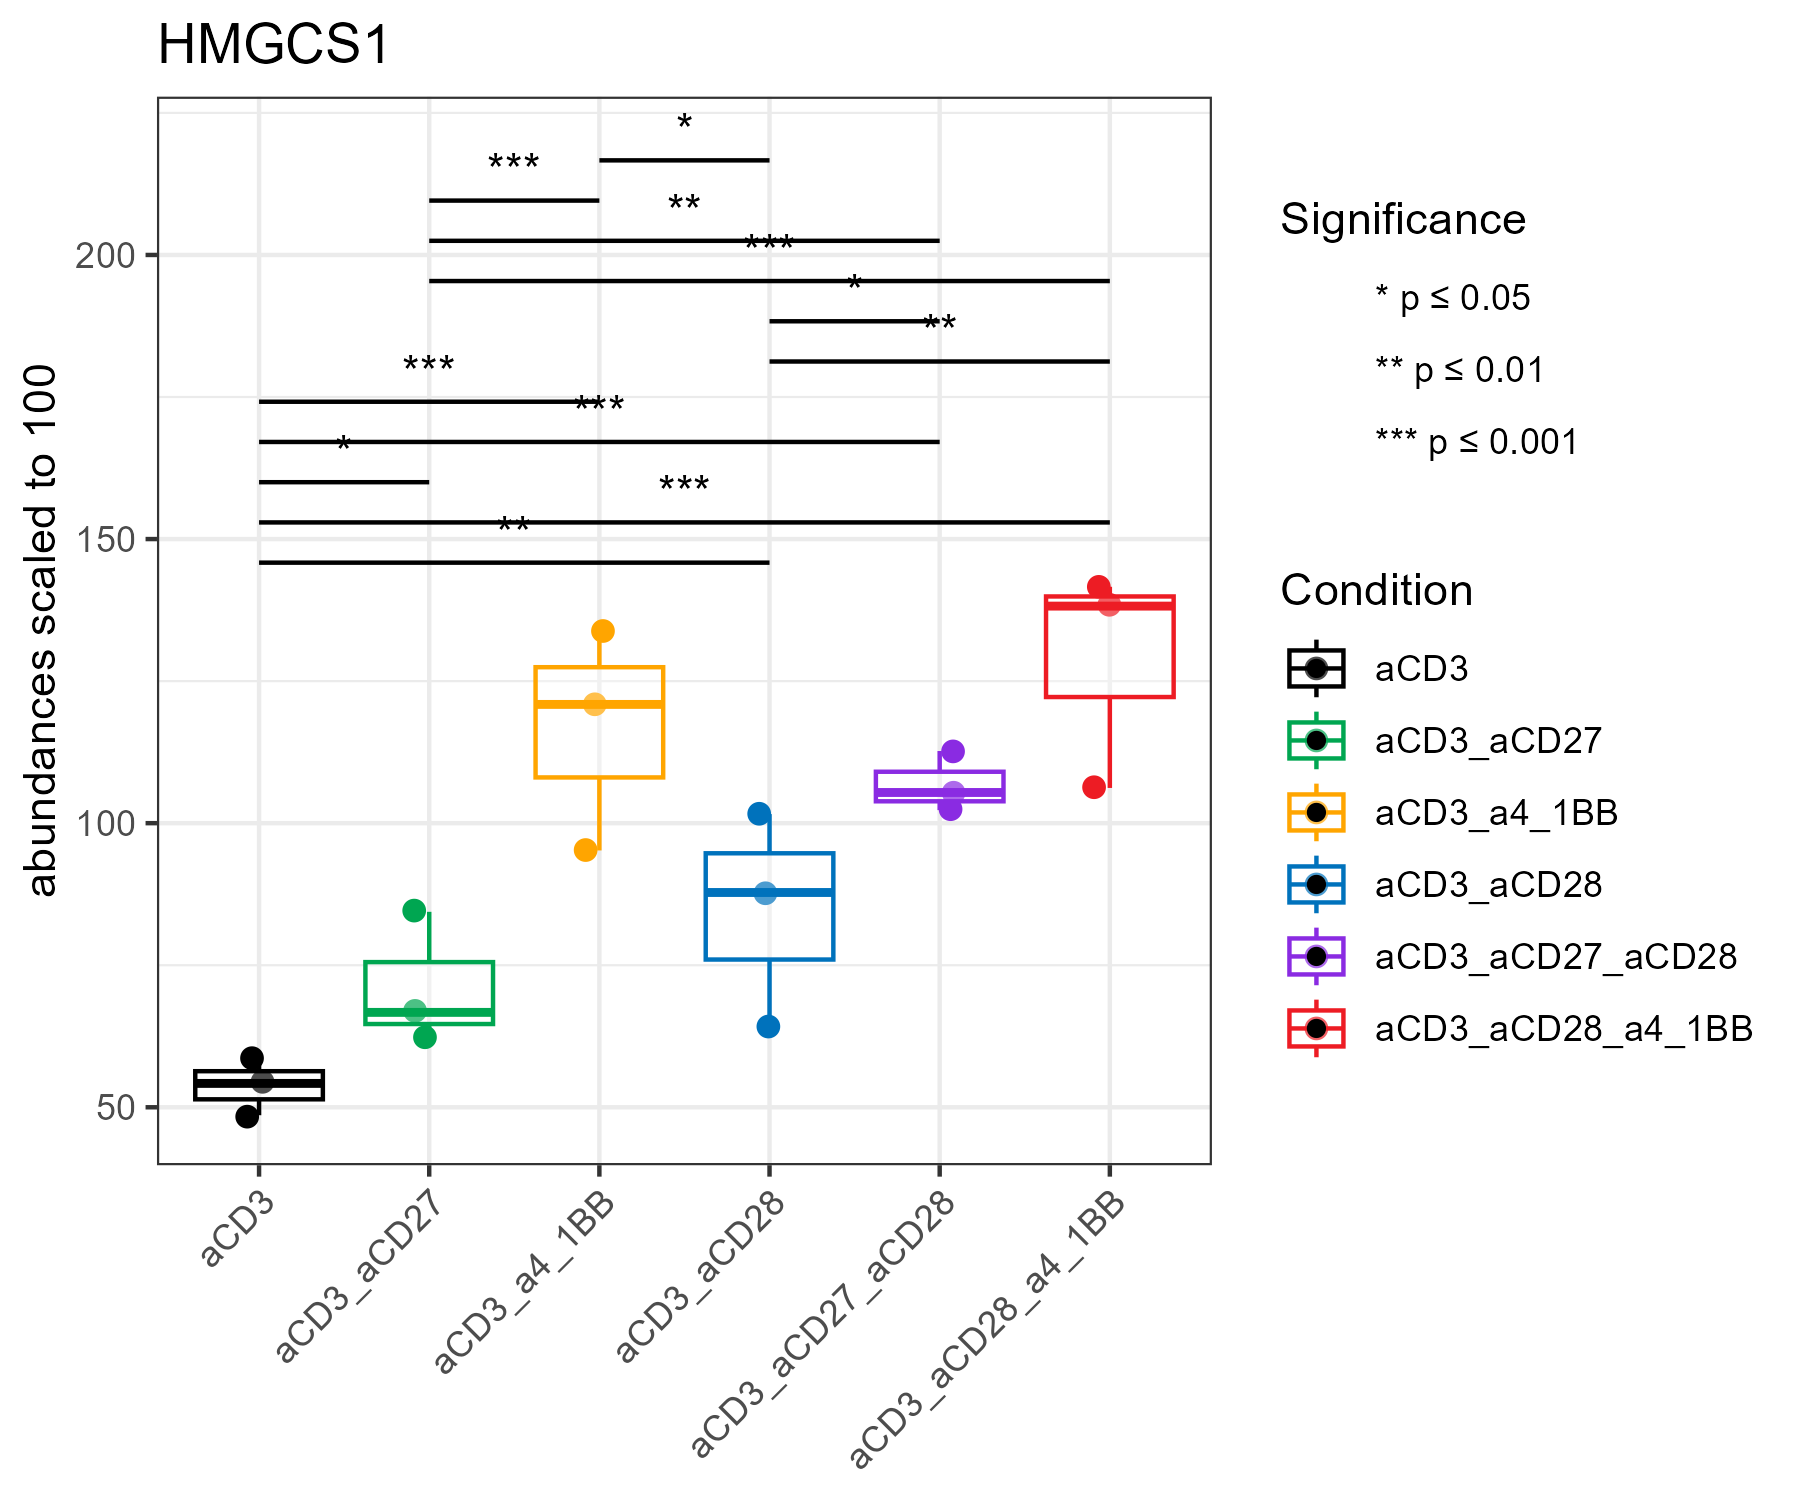 HMGCS1
*
***
**
***
*
**
***
***
*
***
**
200
150
100
50
abundances scaled to 100
aCD3
aCD3_aCD27
aCD3_a4_1BB
aCD3_aCD28
aCD3_aCD27_aCD28
aCD3_aCD28_a4_1BB
Significance
* p ≤ 0.05
** p ≤ 0.01
*** p ≤ 0.001
Condition
aCD3
aCD3_aCD27
aCD3_a4_1BB
aCD3_aCD28
aCD3_aCD27_aCD28
aCD3_aCD28_a4_1BB